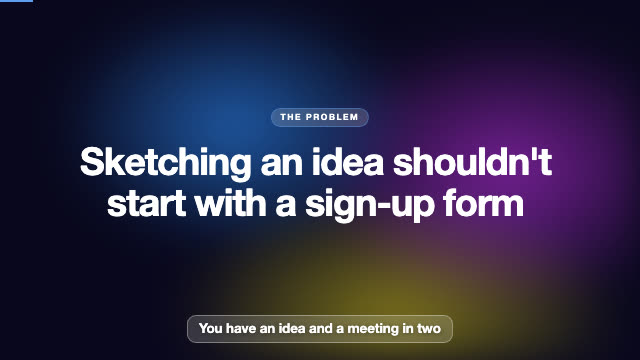 THE PROBLEM
Sketching an idea shouldn't
start with a sign-up form
You have an idea and a meeting in two